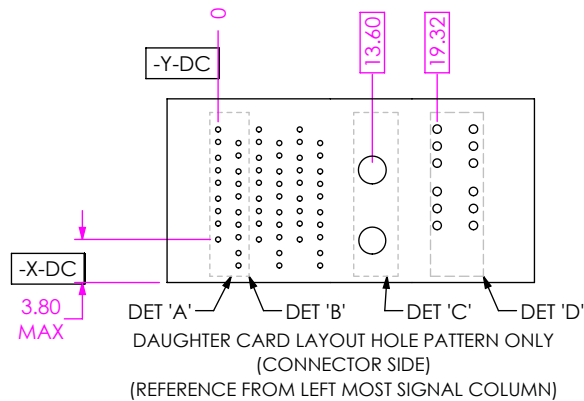 0
13.60
19.32
-Y-DC
-X-DC
3.80
MAX
DET 'A'
DET 'B'
DET 'C'
DET 'D'
DAUGHTER CARD LAYOUT HOLE PATTERN ONLY
(CONNECTOR SIDE)
(REFERENCE FROM LEFT MOST SIGNAL COLUMN)